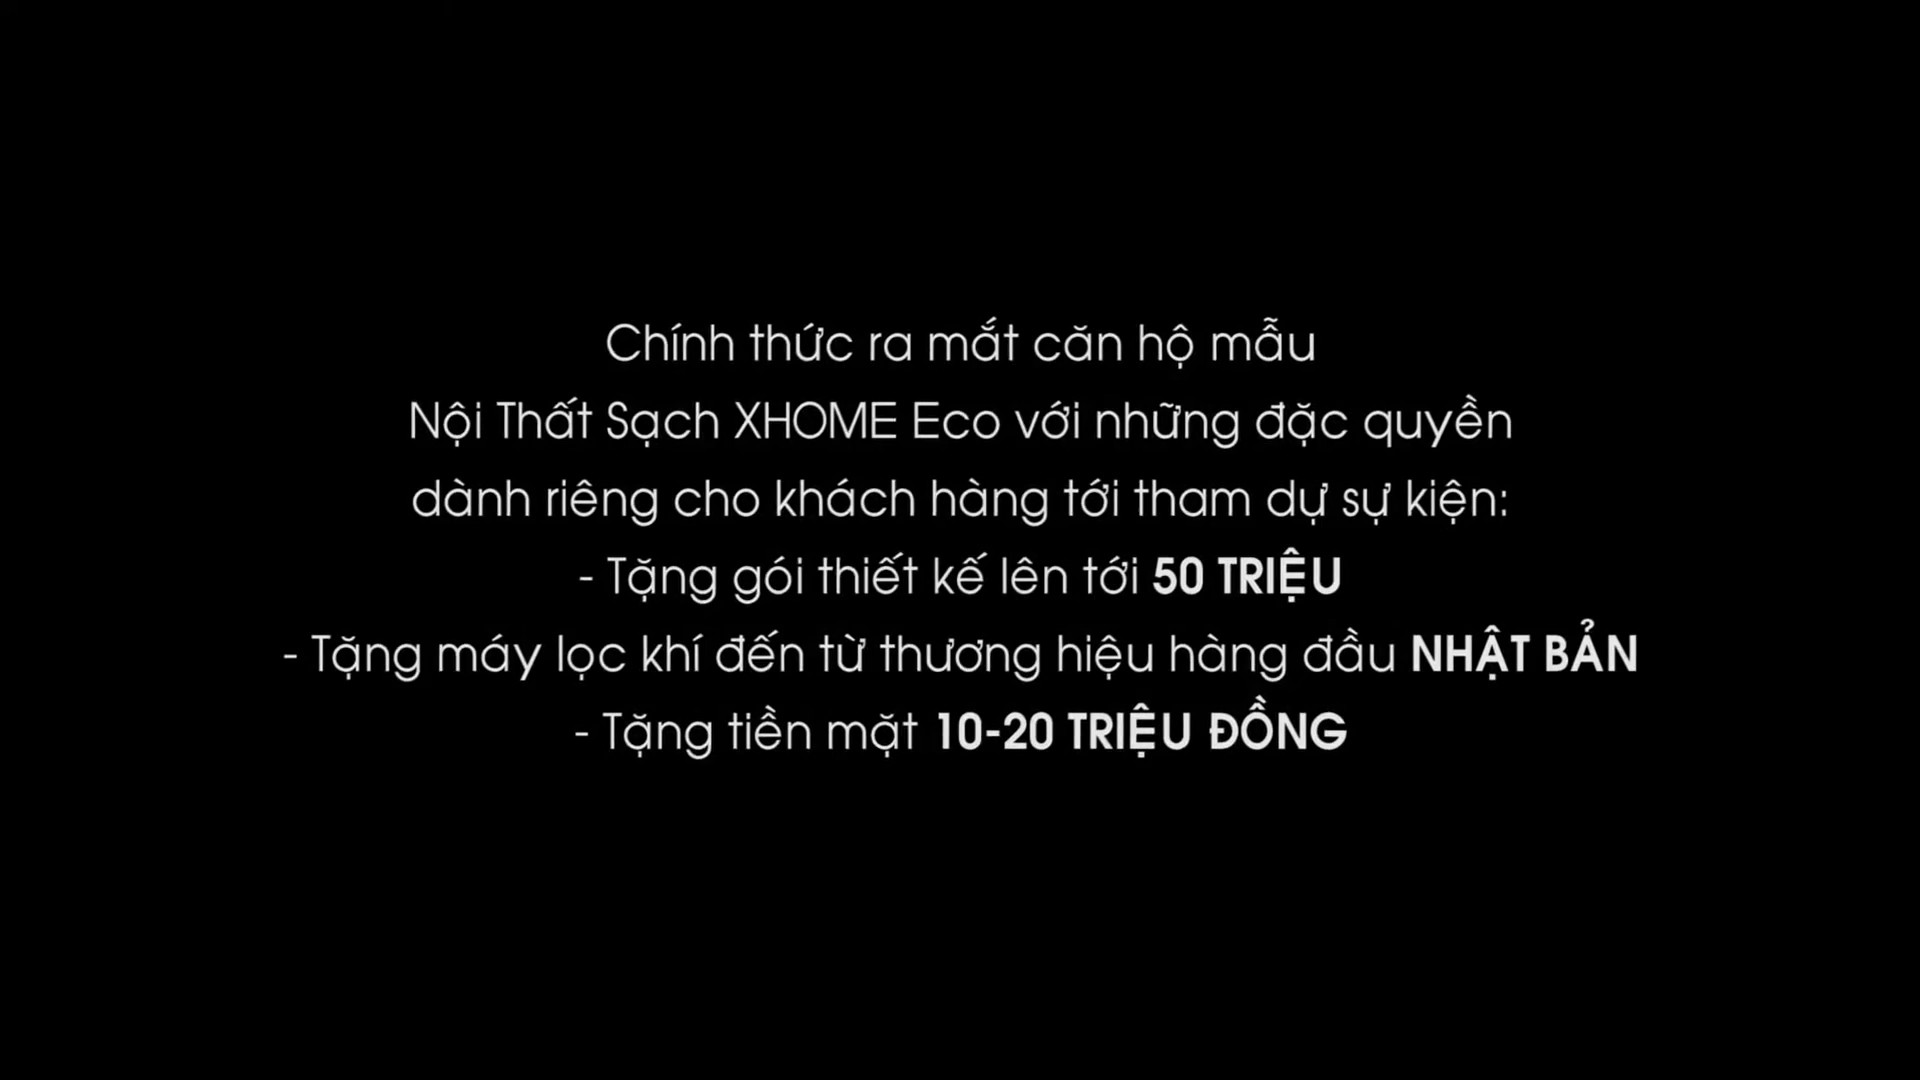 Chính thức ra mắt căn hộ mẫu
Nội Thất Sạch XHOME Eco với những đặc quyền
dành riêng cho khách hàng tới tham dự sự kiện:
- Tặng gói thiết kế lên tới 50 TRIỆU
- Tặng máy lọc khí đến từ thương hiệu hàng đầu NHẬT BẢN
- Tặng tiền mặt 10-20 TRIỆU ĐỒNG